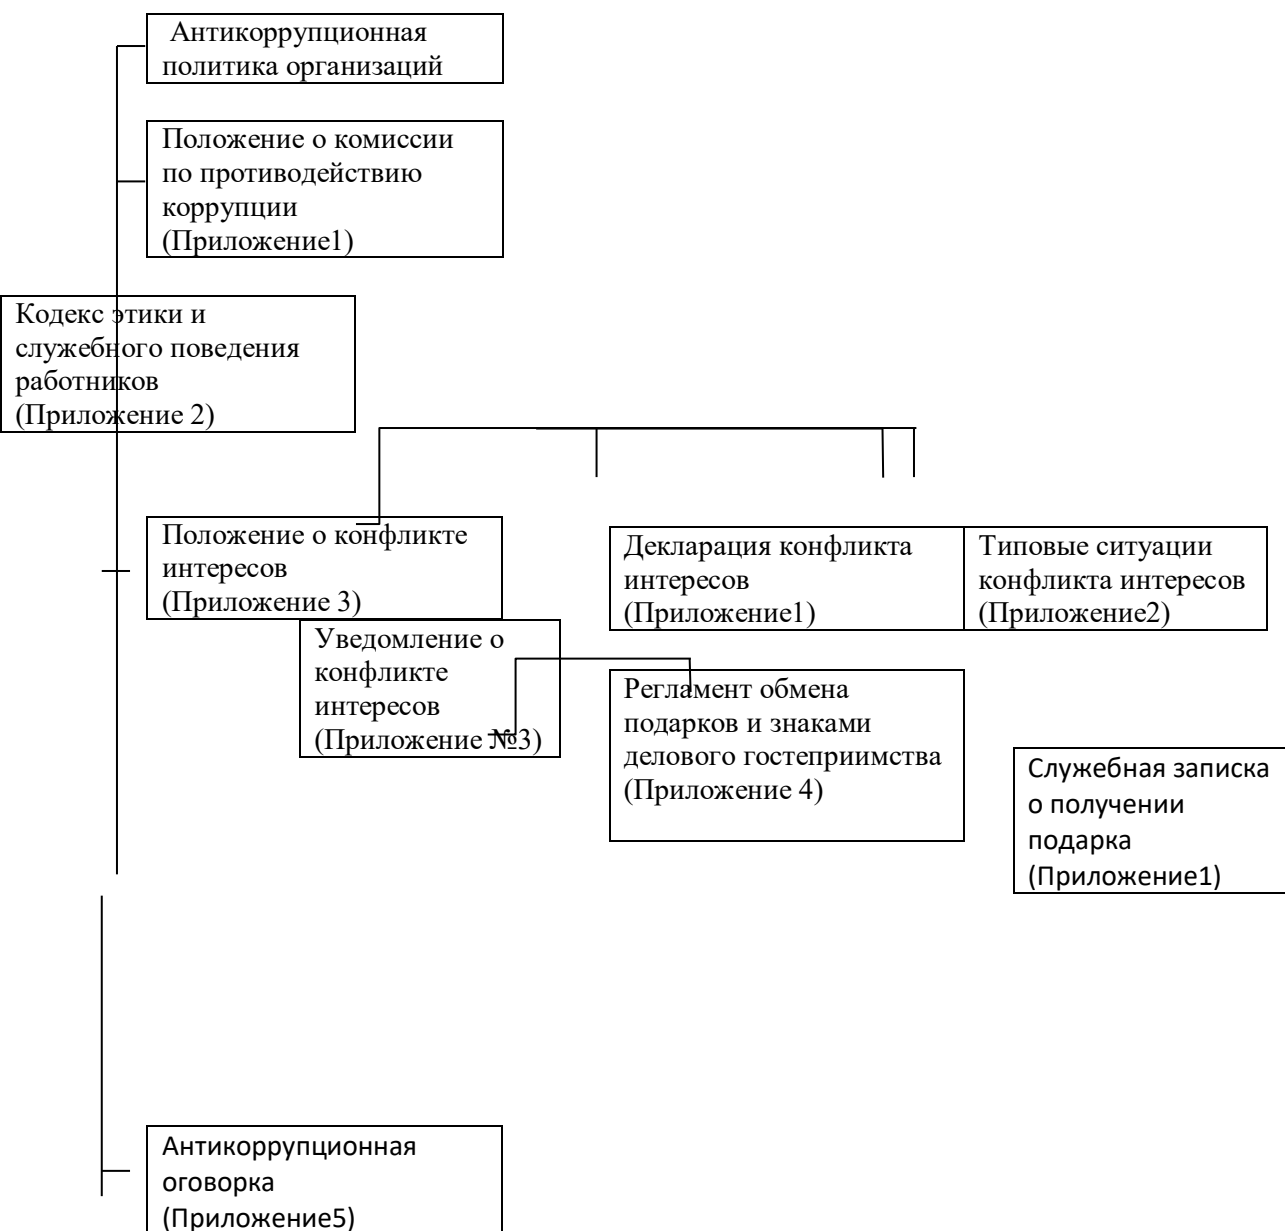 Антикоррупционная
политика организаций
Положение о комиссии
по противодействию
коррупции
(Приложение1)
Кодекс этики и
служебного поведения
работников
(Приложение 2)
Положение о конфликте
интересов
(Приложение 3)
Декларация конфликта
интересов
(Приложение1)
Типовые ситуации
конфликта интересов
(Приложение2)
Уведомление о
конфликте
интересов
(Приложение №3)
Регламент обмена
подарков и знаками
делового гостеприимства
(Приложение 4)
Служебная записка
о получении
подарка
(Приложение1)
Антикоррупционная
оговорка
(Приложение5)